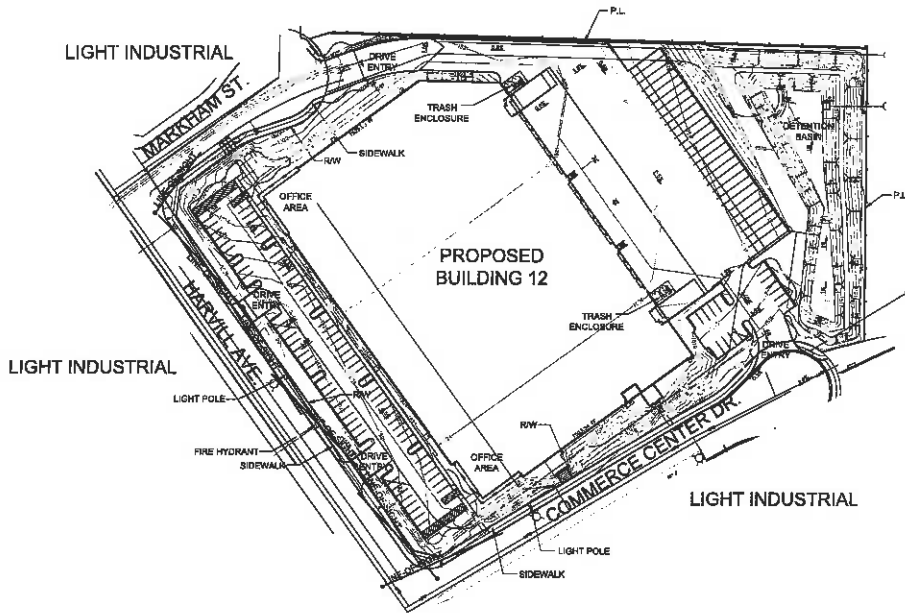 P.L.
LIGHT INDUSTRIAL
DRIVE
ENTRY
MARKHAM ST.
TRASH
ENCLOSURE
DETENTION
BASIN
SIDEWALK
R/W
P.L.
OFFICE
AREA
PROPOSED
BUILDING 12
DRIVE
ENTRY
HARVILL AVE.
TRASH
ENCLOSURE
DRIVE
ENTRY
LIGHT INDUSTRIAL
LIGHT POLE
R/W
R/W
FIRE HYDRANT
SIDEWALK
DRIVE
ENTRY
OFFICE
AREA
COMMERCE CENTER DR.
LIGHT INDUSTRIAL
LIGHT POLE
SIDEWALK